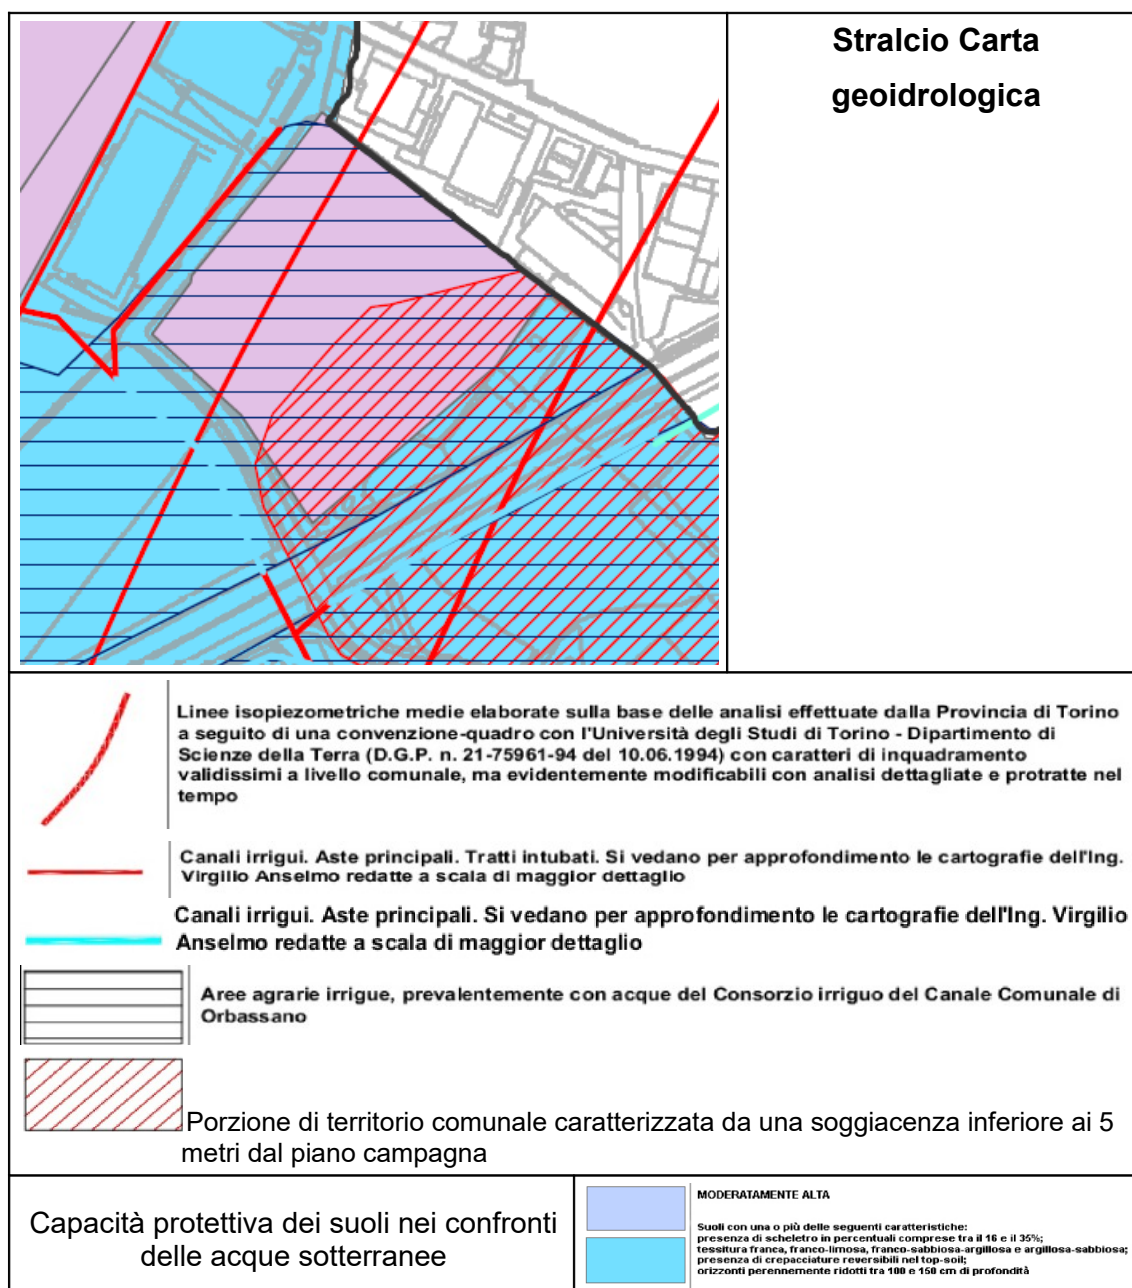 Stralcio Carta
geoidrologica
Linee isopiezometriche medie elaborate sulla base delle analisi effettuate dalla Provincia di Torino
a seguito di una convenzione-quadro con l'Università degli Studi di Torino - Dipartimento di
Scienze della Terra (D.G.P. n. 21-75961-94 del 10.06.1994) con caratteri di inquadramento
validissimi a livello comunale, ma evidentemente modificabili con analisi dettagliate e protratte nel
tempo
Canali irrigui. Aste principali. Tratti intubati. Si vedano per approfondimento le cartografie dell'Ing.
Virgilio Anselmo redatte a scala di maggior dettaglio
Canali irrigui. Aste principali. Si vedano per approfondimento le cartografie dell'Ing. Virgilio
Anselmo redatte a scala di maggior dettaglio
Aree agrarie irrigue, prevalentemente con acque del Consorzio irriguo del Canale Comunale di
Orbassano
Porzione di territorio comunale caratterizzata da una soggiacenza inferiore ai 5
metri dal piano campagna
Capacità protettiva dei suoli nei confronti
delle acque sotterranee
MODERATAMENTE ALTA
Suoli con una o più delle seguenti caratteristiche:
presenza di scheletro in percentuali comprese tra il 16 e il 35%;
tessitura franca, franco-limosa, franco-sabbiosa-argillosa e argillosa-sabbiosa;
presenza di crepacciature reversibili nel top-soil;
orizzonti perennemente ridotti tra 100 e 150 cm di profondità